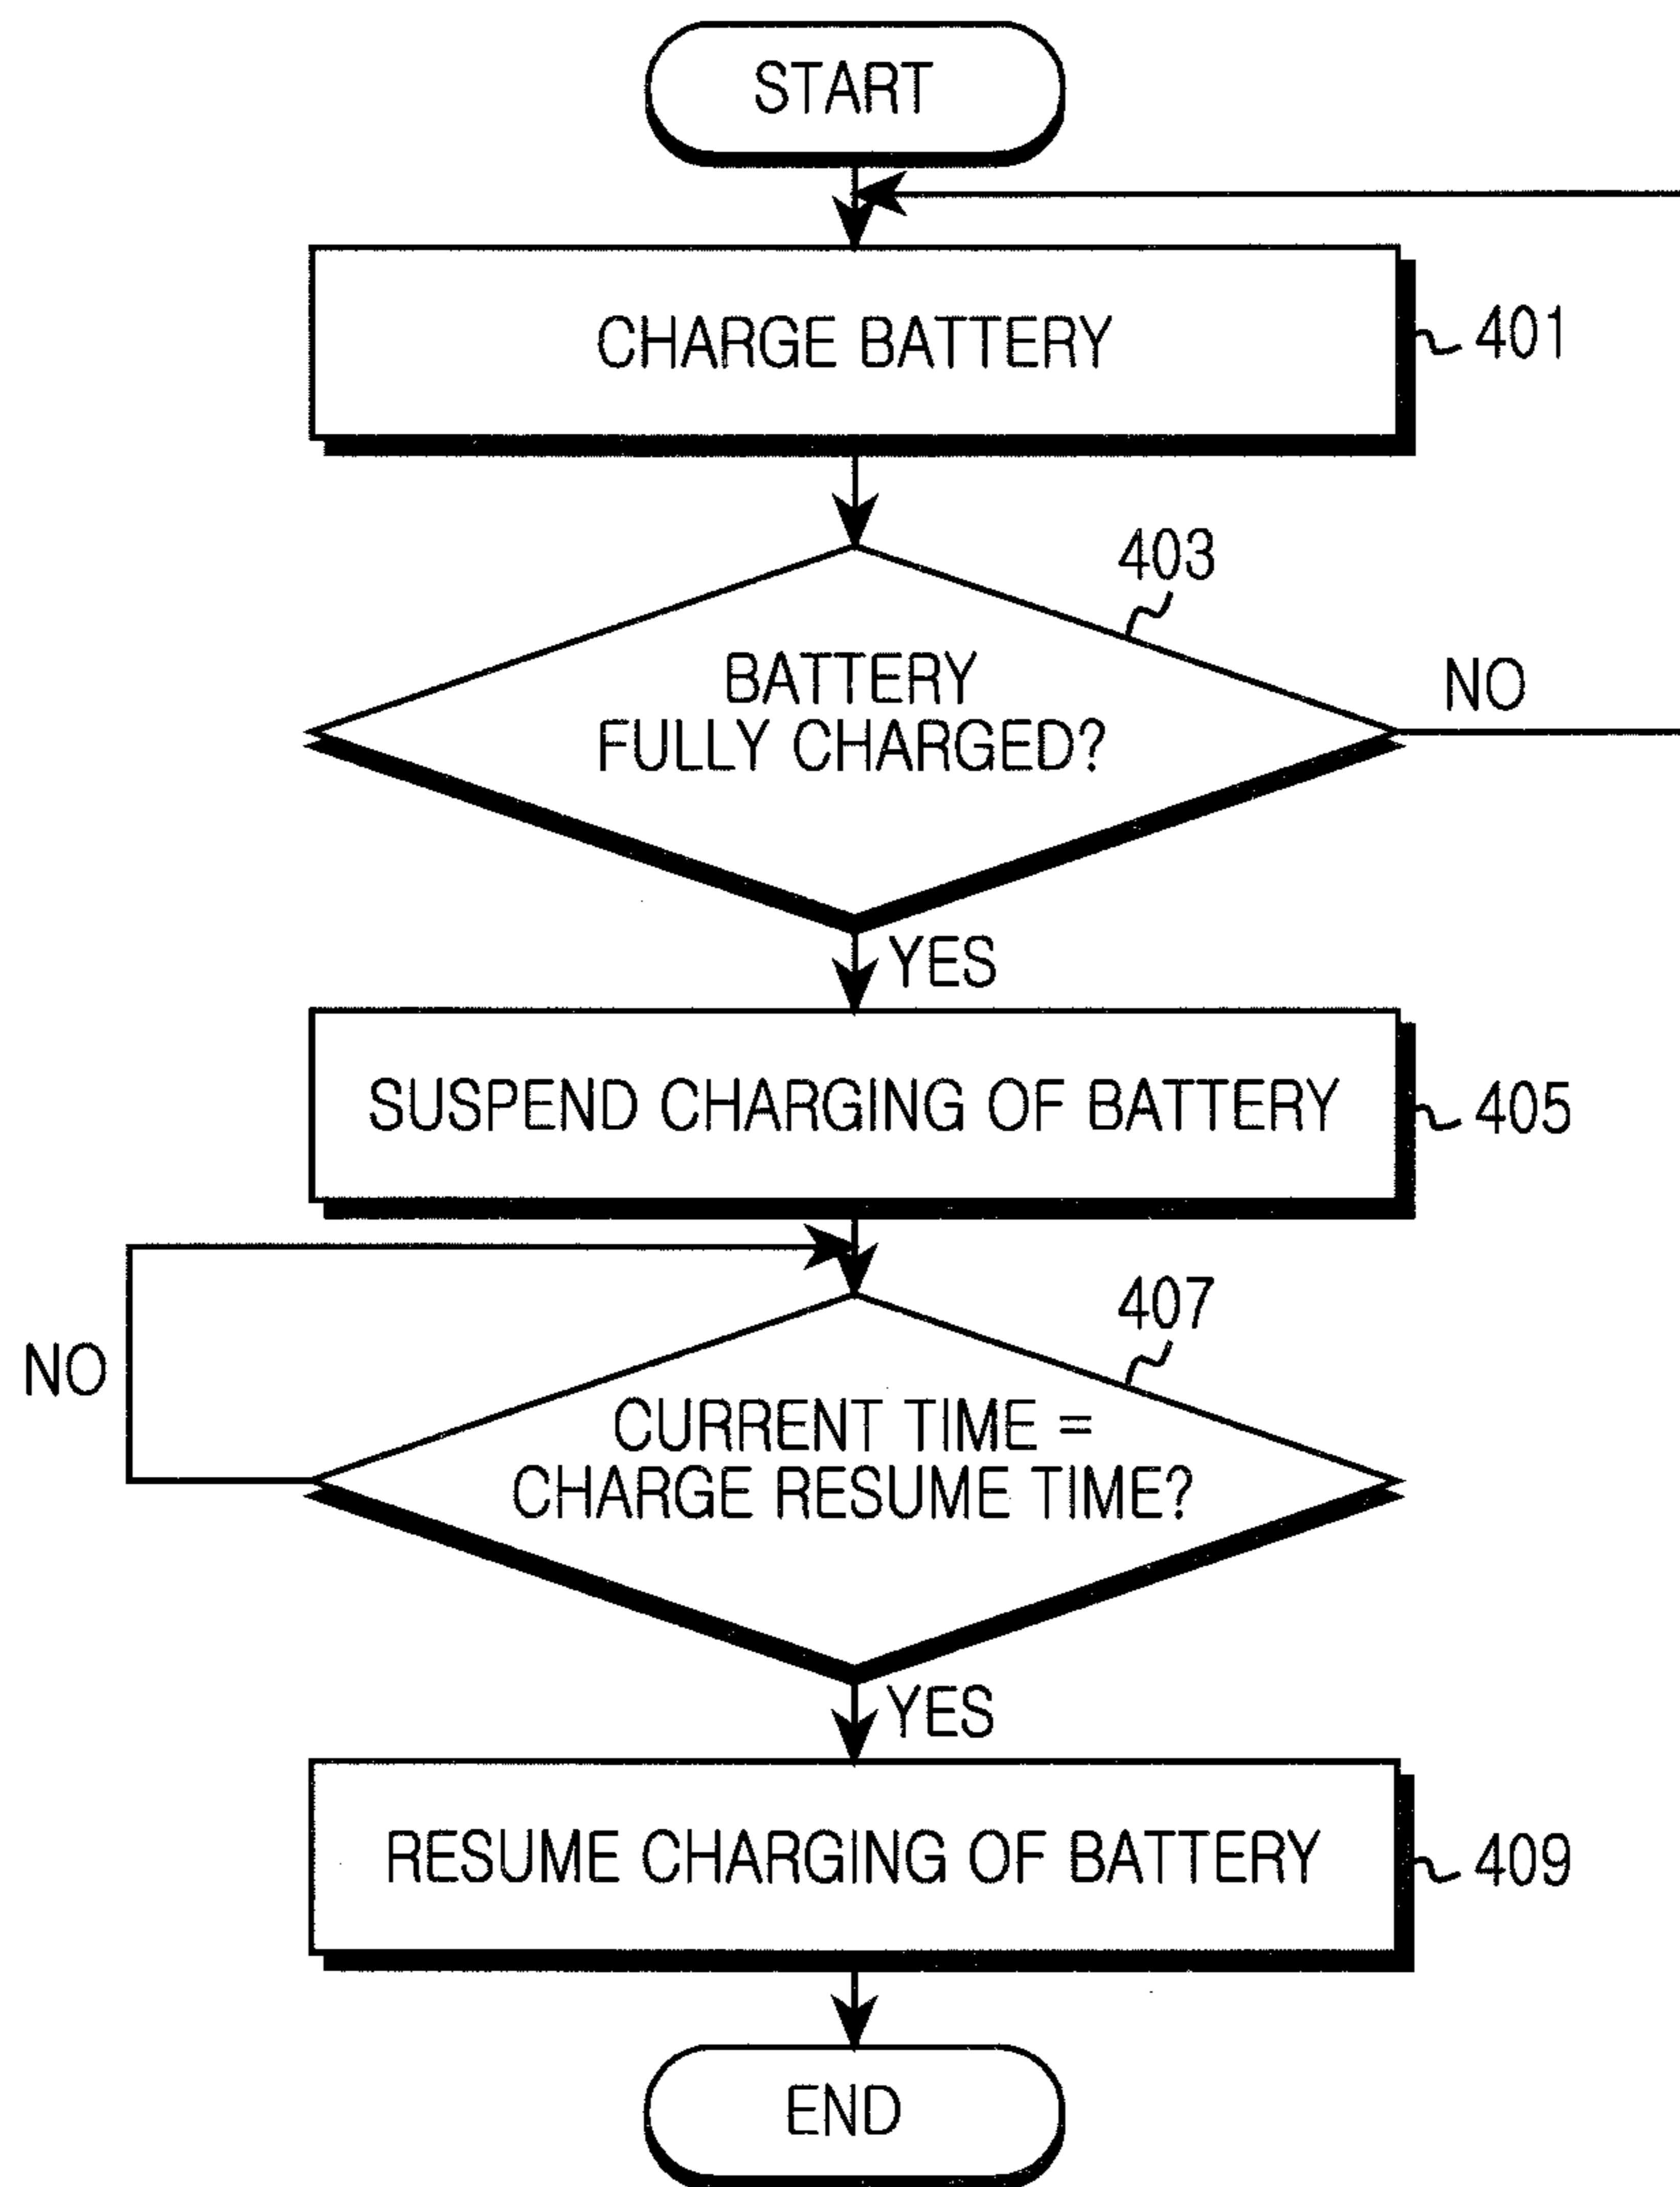 START
CHARGE BATTERY
401
403
BATTERY
FULLY CHARGED?
NO
YES
SUSPEND CHARGING OF BATTERY
405
407
NO
CURRENT TIME =
CHARGE RESUME TIME?
YES
RESUME CHARGING OF BATTERY
409
END